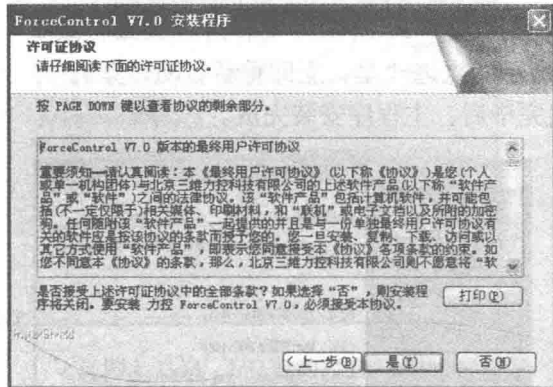 ForceControl V7.0 安装程序
许可证协议
请仔细阅读下面的许可证协议。
按 PAGE DOWN 键以查看协议的剩余部分。
ForceControl V7.0 版本的最终用户许可协议
重要须知—请认真阅读：本《最终用户许可协议》(以下称《协议》)是您(个人
或单一机构团体)与北京三维力控科技有限公司的上述软件产品(以下称“软件产
品”或“软件”)之间的法律协议。该“软件产品”包括计算机软件，并可能包
括(不一定仅限于)相关媒体、印刷材料，和“联机”或电子文档以及所附的加密
狗。任何随附该“软件产品”一起提供的并且是与一份单独最终用户许可协议有
关的软件应是按该协议的条款而授予您的。您一旦安装、复制、下载、访问或以
其它方式使用“软件产品”，即表示您同意接受本《协议》各项条款的约束。如
您不同意本《协议》的条款，那么，北京三维力控科技有限公司则不愿意将“软
是否接受上述许可证协议中的全部条款？如果选择“否”，则安装程
序将关闭。要安装 力控 ForceControl V7.0，必须接受本协议。
打印(P)
InstallShield
<上一步(B)
是(Y)
否(N)